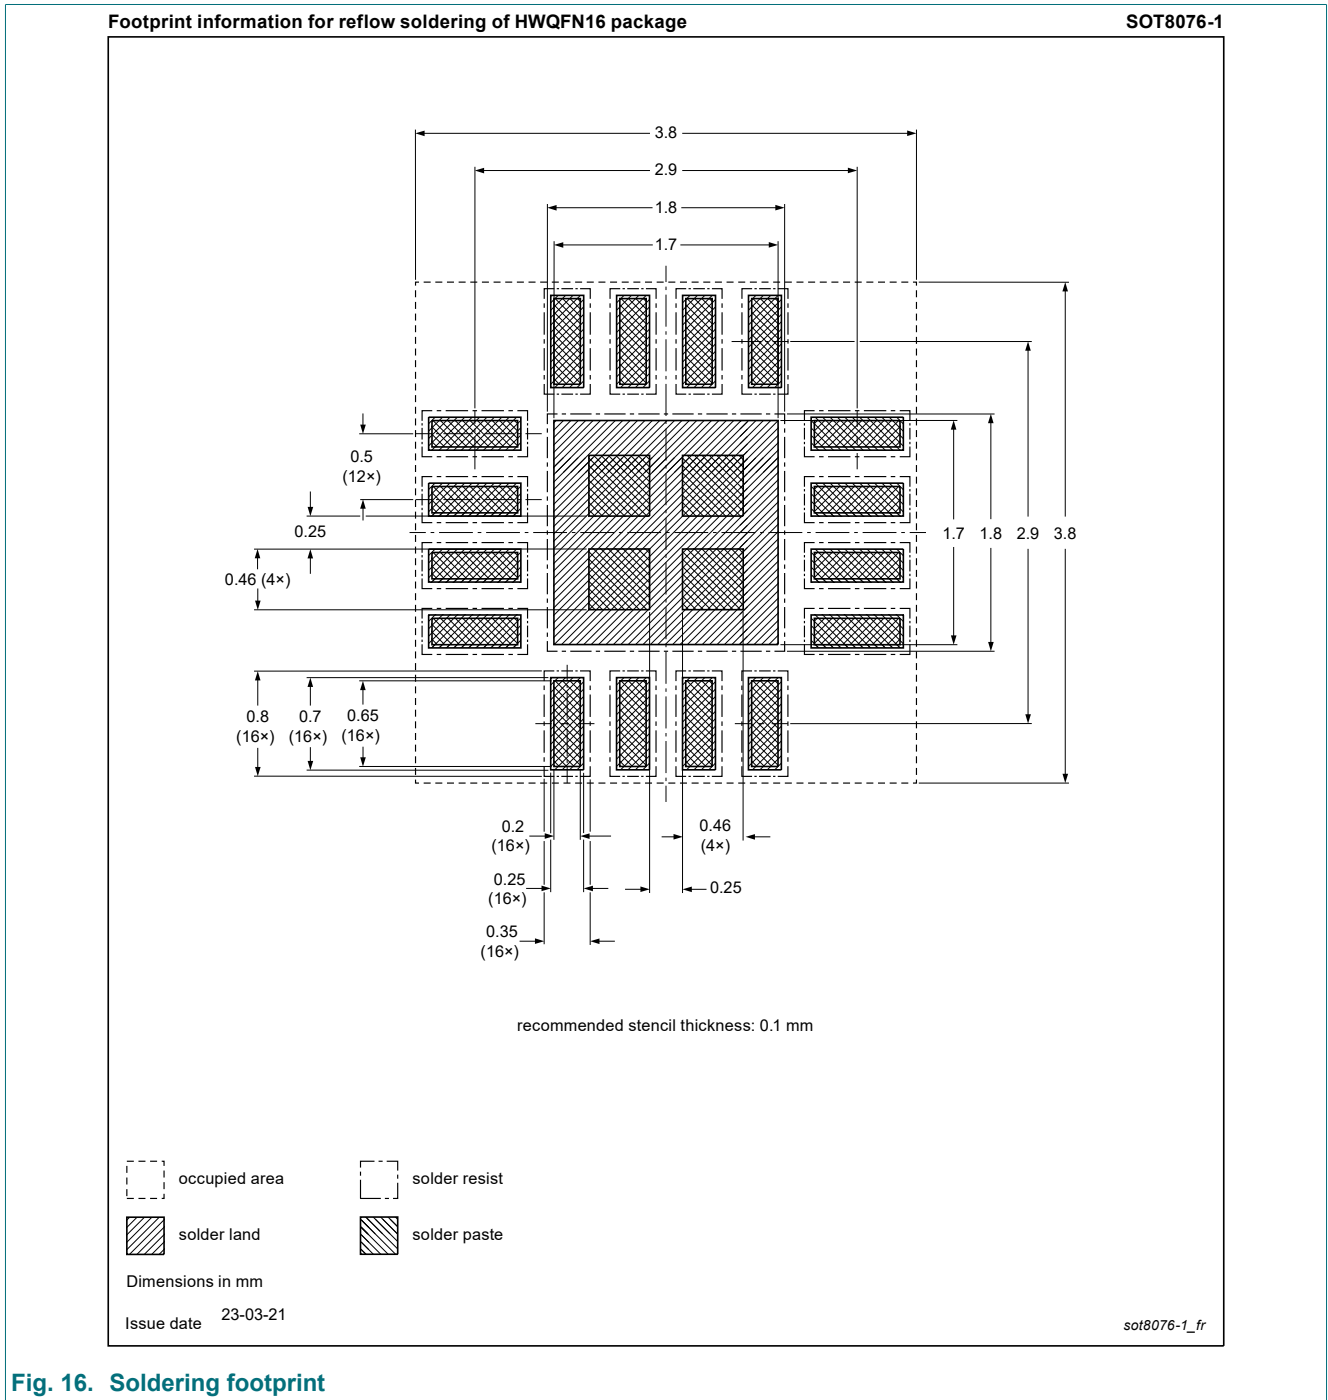 Footprint information for reflow soldering of HWQFN16 package SOT8076-1
3.8
2.9
1.8
1.7
0.5
(12×)
0.25
0.46 (4×)
1.7 1.8 2.9 3.8
0.8
(16×)
0.7
(16×)
0.65
(16×)
0.2
(16×)
0.46
(4×)
0.25
(16×)
0.25
0.35
(16×)
recommended stencil thickness: 0.1 mm
occupied area
solder resist
solder land
solder paste
Dimensions in mm
Issue date 23-03-21
sot8076-1_fr
Fig. 16. Soldering footprint